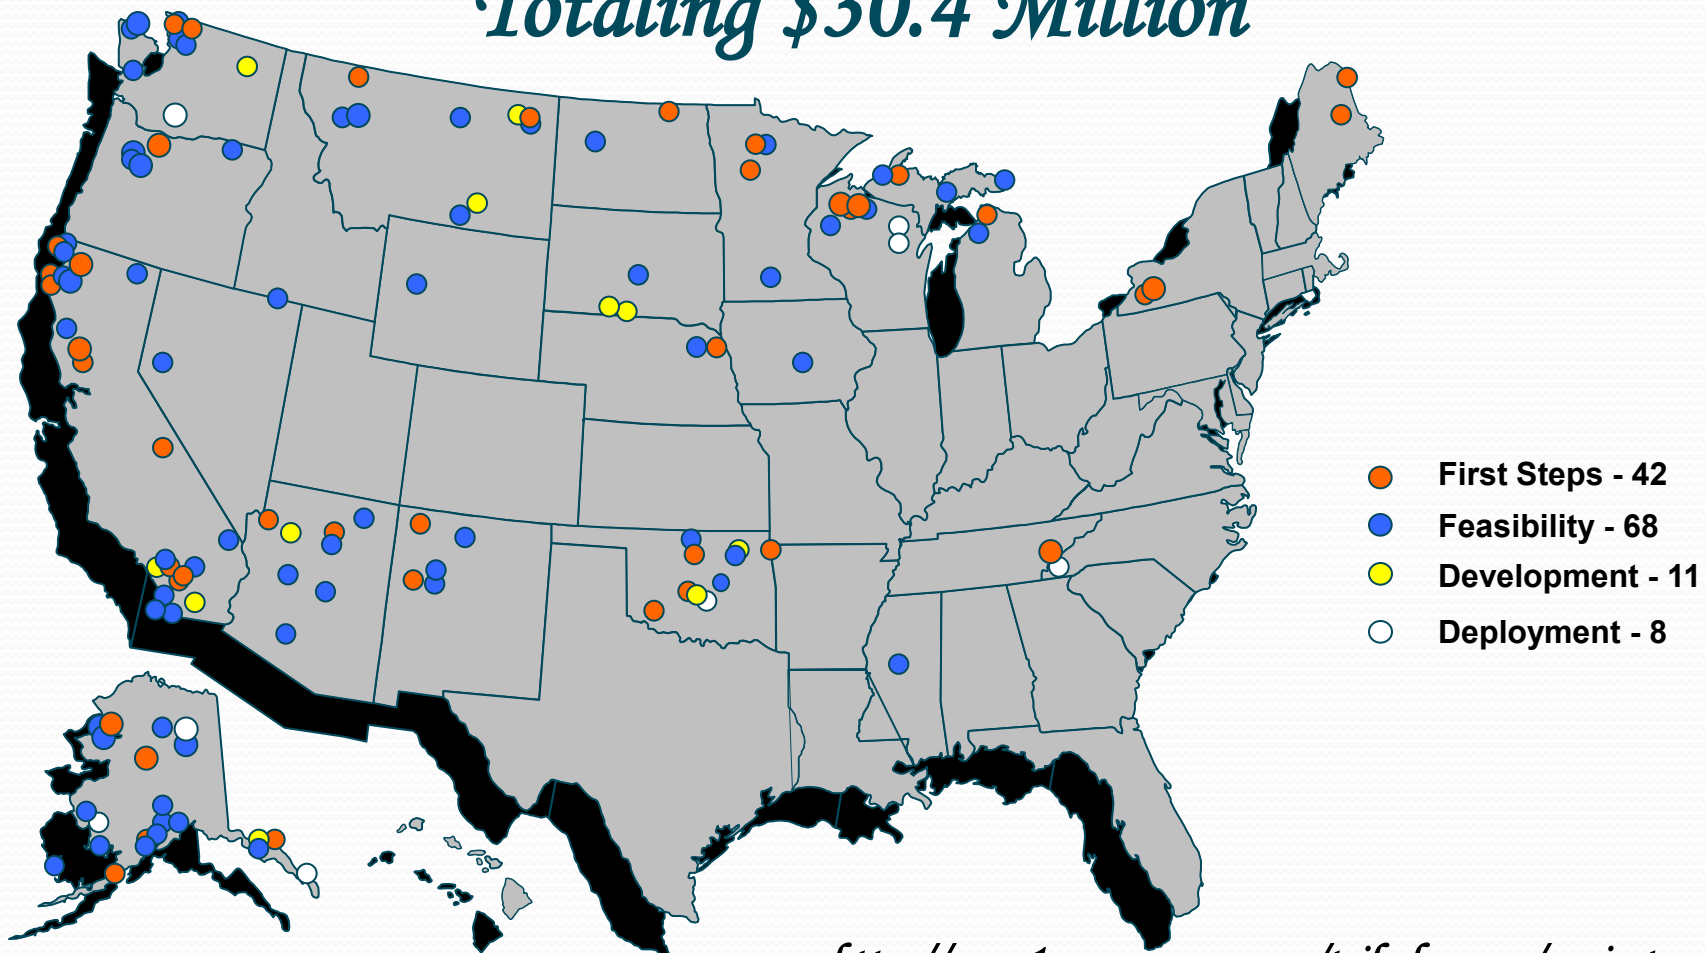 Totaling $30.4 Million
First Steps - 42
Feasibility - 68
Development - 11
Deployment - 8